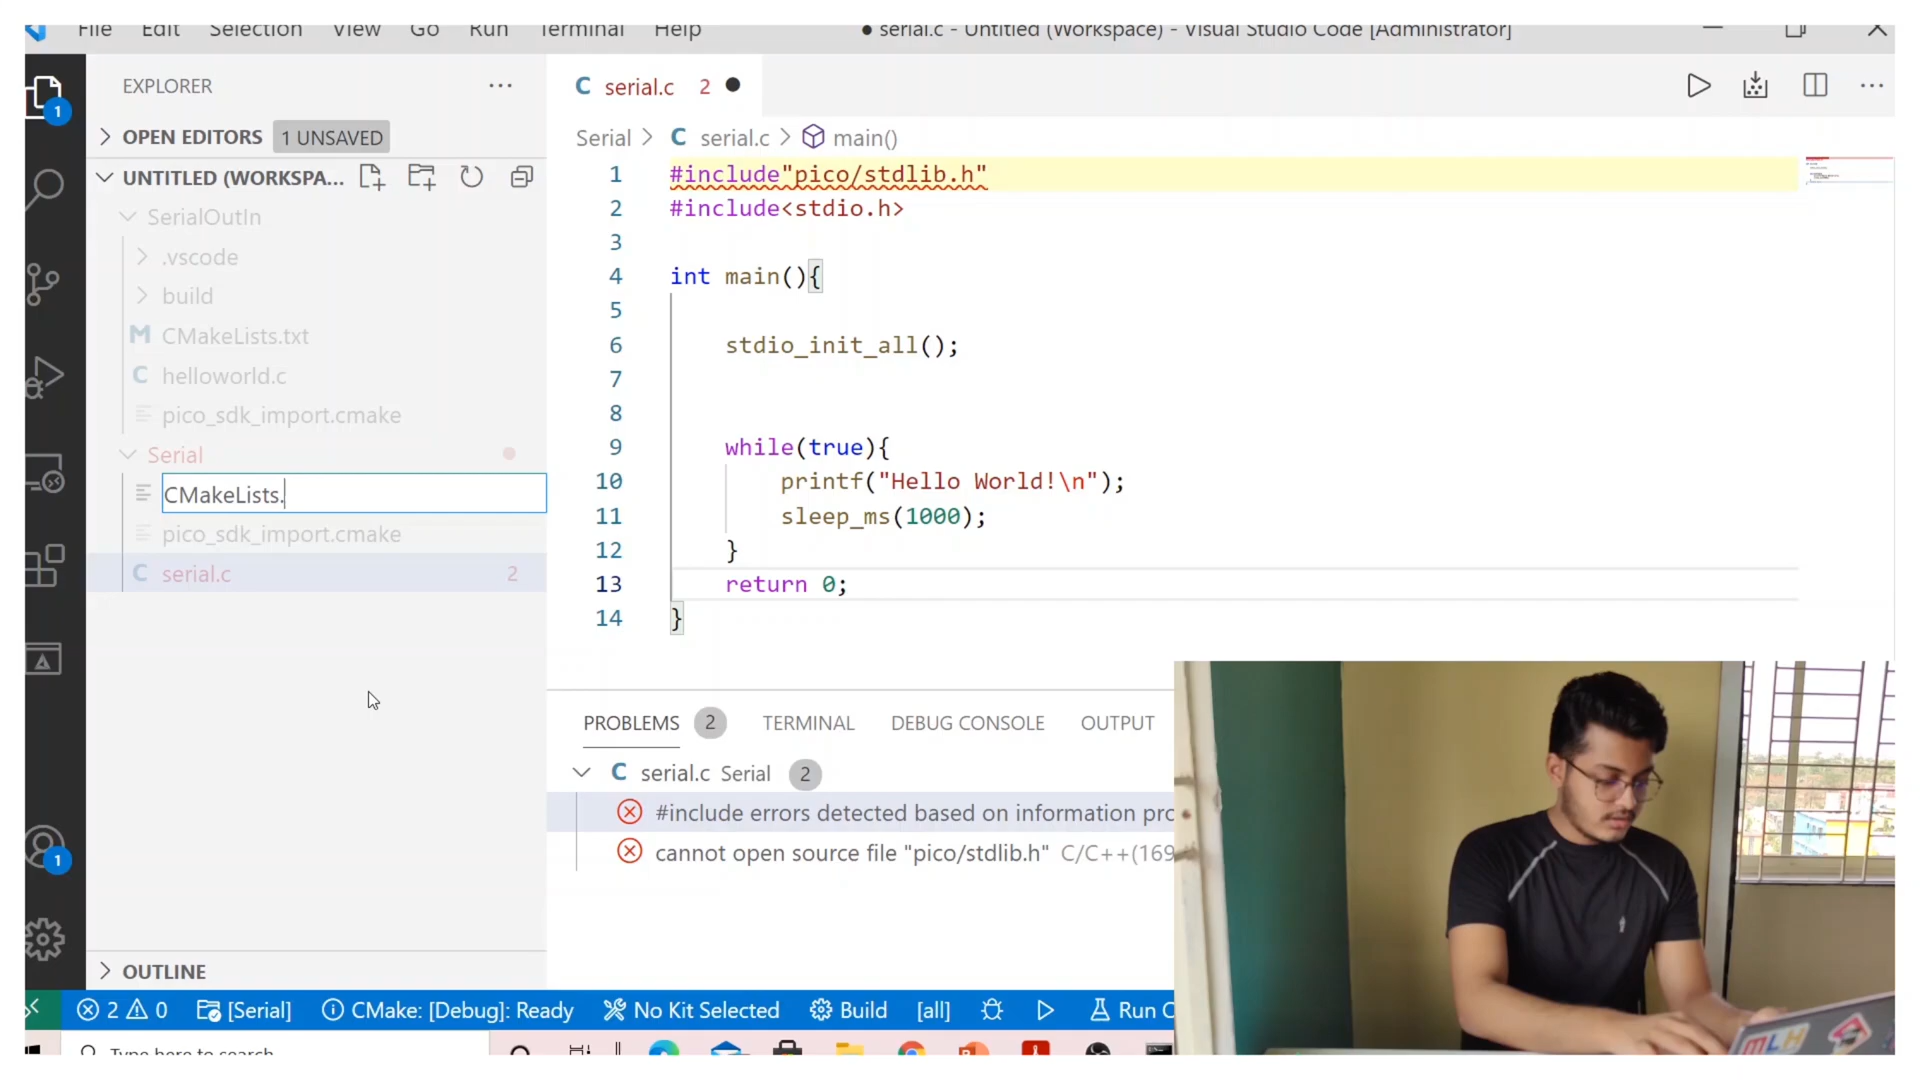 File Edit Selection View Go Run Terminal Help
● serial.c - Untitled (Workspace) - Visual Studio Code [Administrator]
EXPLORER
OPEN EDITORS 1 UNSAVED
UNTITLED (WORKSPA...
SerialOutIn
.vscode
build
CMakeLists.txt
helloworld.c
pico_sdk_import.cmake
Serial
CMakeLists.
pico_sdk_import.cmake
serial.c 2
OUTLINE
1
1
C serial.c 2
Serial > C serial.c > main()
1 #include"pico/stdlib.h"
2 #include<stdio.h>
3
4 int main(){
5
6 stdio_init_all();
7
8
9 while(true){
10 printf("Hello World!\n");
11 sleep_ms(1000);
12 }
13 return 0;
14 }
PROBLEMS 2 TERMINAL DEBUG CONSOLE OUTPUT
C serial.c Serial 2
#include errors detected based on information pro
cannot open source file "pico/stdlib.h" C/C++(169
2 0 [Serial] CMake: [Debug]: Ready No Kit Selected Build [all] Run C
Type here to search
MLH